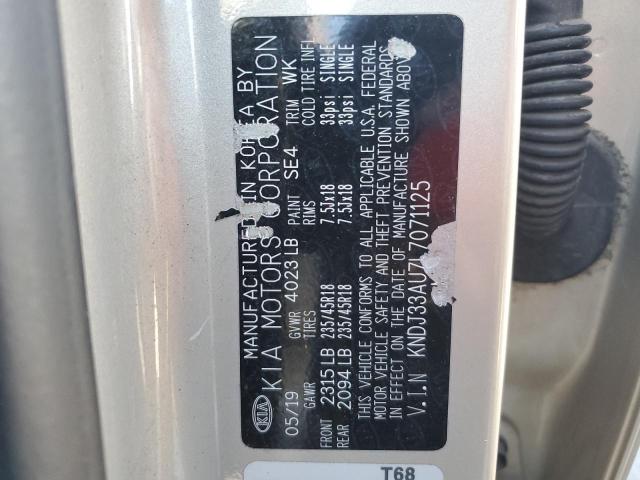 MANUFACTURED IN KOREA BY
KIA KIA MOTORS CORPORATION
05/19 GVWR 4023 LB PAINT SE4 TRIM WK
GAWR TIRES RIMS COLD TIRE INFL
FRONT 2315 LB 235/45R18 7.5Jx18 33psi SINGLE
REAR 2094 LB 235/45R18 7.5Jx18 33psi SINGLE
THIS VEHICLE CONFORMS TO ALL APPLICABLE U.S.A. FEDERAL
MOTOR VEHICLE SAFETY AND THEFT PREVENTION STANDARDS
IN EFFECT ON THE DATE OF MANUFACTURE SHOWN ABOVE
V.I.N KNDJ33AU7L7071125
T68